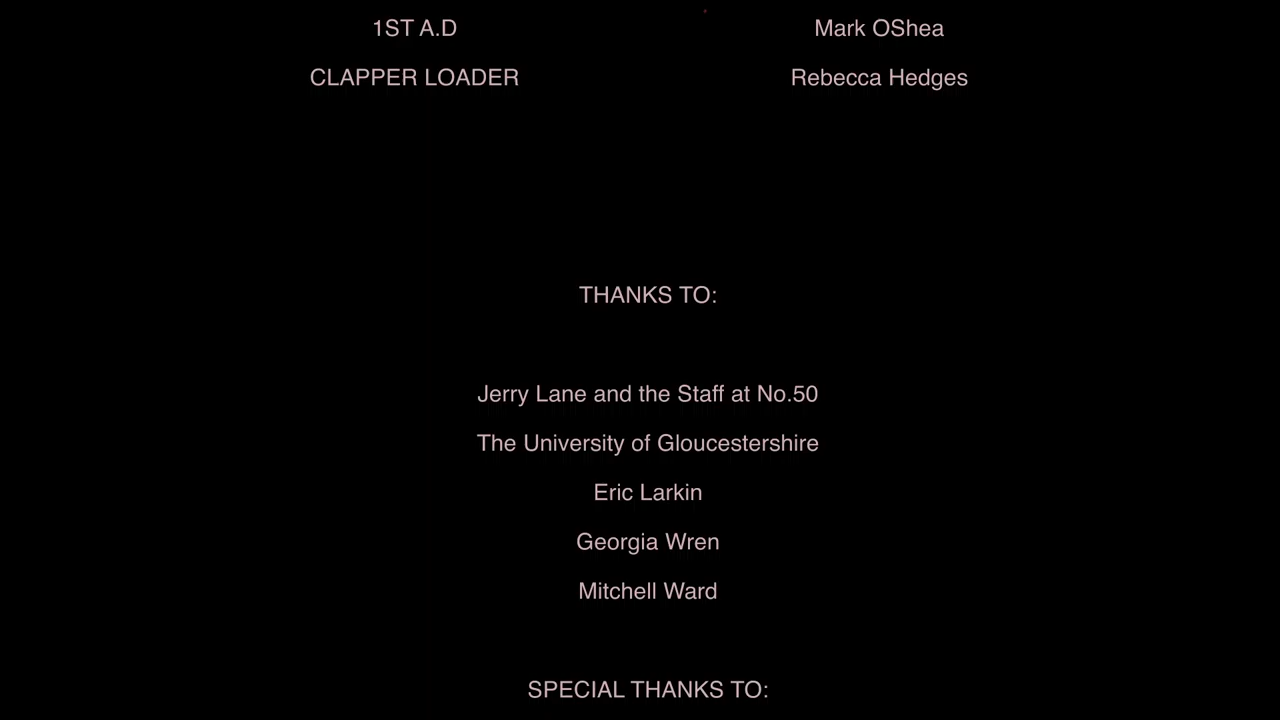 1ST A.D Mark OShea
CLAPPER LOADER Rebecca Hedges
THANKS TO:
Jerry Lane and the Staff at No.50
The University of Gloucestershire
Eric Larkin
Georgia Wren
Mitchell Ward
SPECIAL THANKS TO: